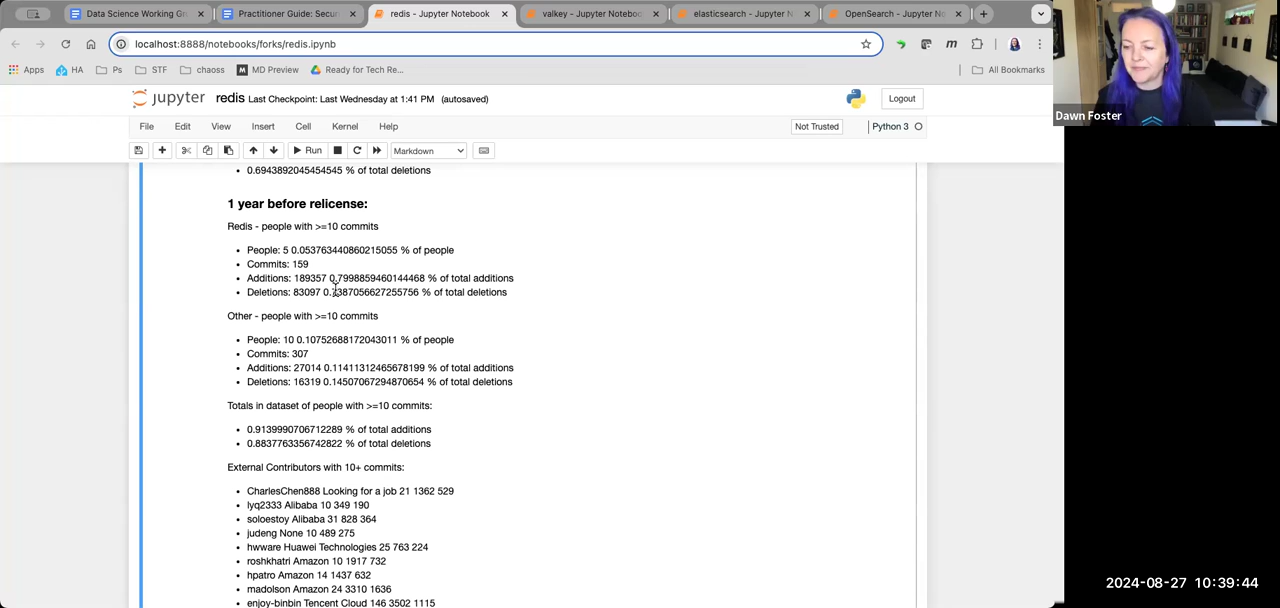 Data Science Working Gr
Practitioner Guide: Secur
redis - Jupyter Notebook
valkey - Jupyter Noteboo
elasticsearch - Jupyter N
OpenSearch - Jupyter No
localhost:8888/notebooks/forks/redis.ipynb
Apps
HA
Ps
STF
chaoss
MD Preview
Ready for Tech Re...
All Bookmarks
jupyter redis Last Checkpoint: Last Wednesday at 1:41 PM (autosaved)
Logout
File Edit View Insert Cell Kernel Help
Not Trusted
Python 3
Run
Markdown
0.6943892045454545 % of total deletions
1 year before relicense:
Redis - people with >=10 commits
People: 5 0.053763440860215055 % of people
Commits: 159
Additions: 189357 0.7998859460144468 % of total additions
Deletions: 83097 % of total deletions
Other - people with >=10 commits
People: 10 0.10752688172043011 % of people
Commits: 307
Additions: 27014 0.11411312465678199 % of total additions
Deletions: 16319 0.14507067294870654 % of total deletions
Totals in dataset of people with >=10 commits:
0.9139990706712289 % of total additions
0.8837763356742822 % of total deletions
External Contributors with 10+ commits:
CharlesChen888 Looking for a job 21 1362 529
lyq2333 Alibaba 10 349 190
soloestoy Alibaba 31 828 364
judeng None 10 489 275
hwware Huawei Technologies 25 763 224
roshkhatri Amazon 10 1917 732
hpatro Amazon 14 1437 632
madolson Amazon 24 3310 1636
enjoy-binbin Tencent Cloud 146 3502 1115
Dawn Foster
2024-08-27 10:39:44